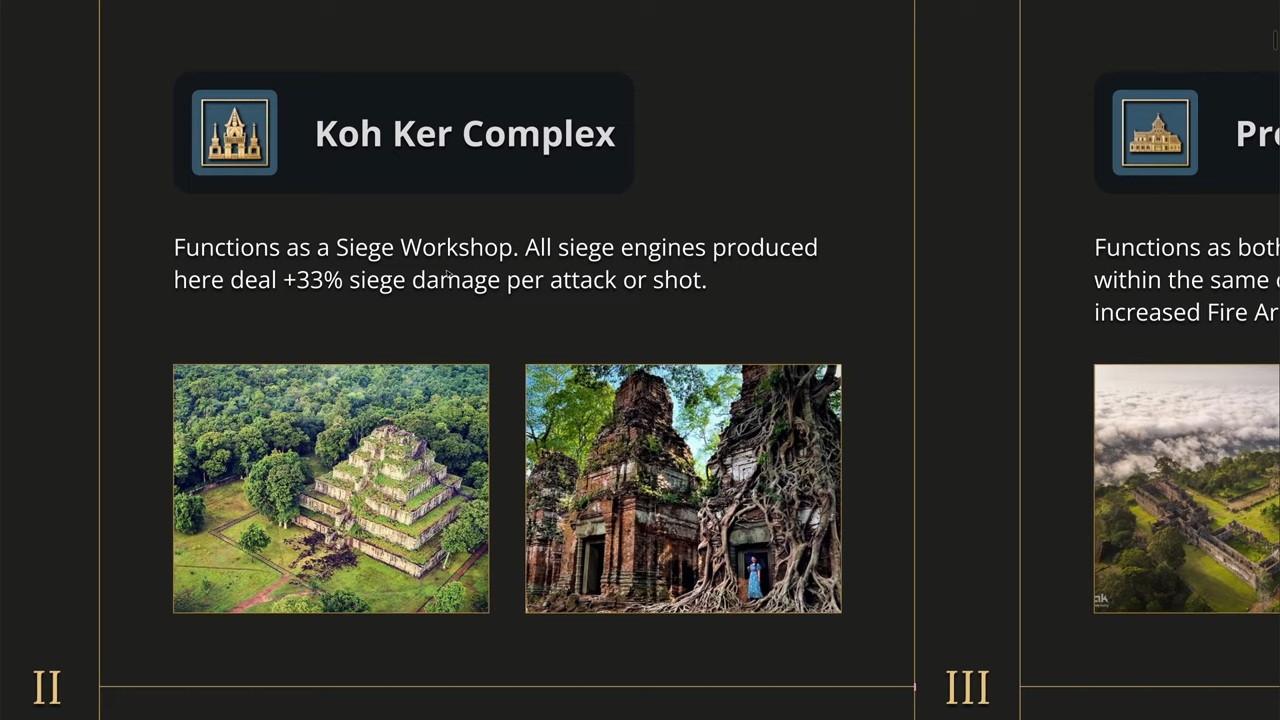 Koh Ker Complex
Functions as a Siege Workshop. All siege engines produced
here deal +33% siege damage per attack or shot.
II
Functions as both
within the same
increased Fire
III